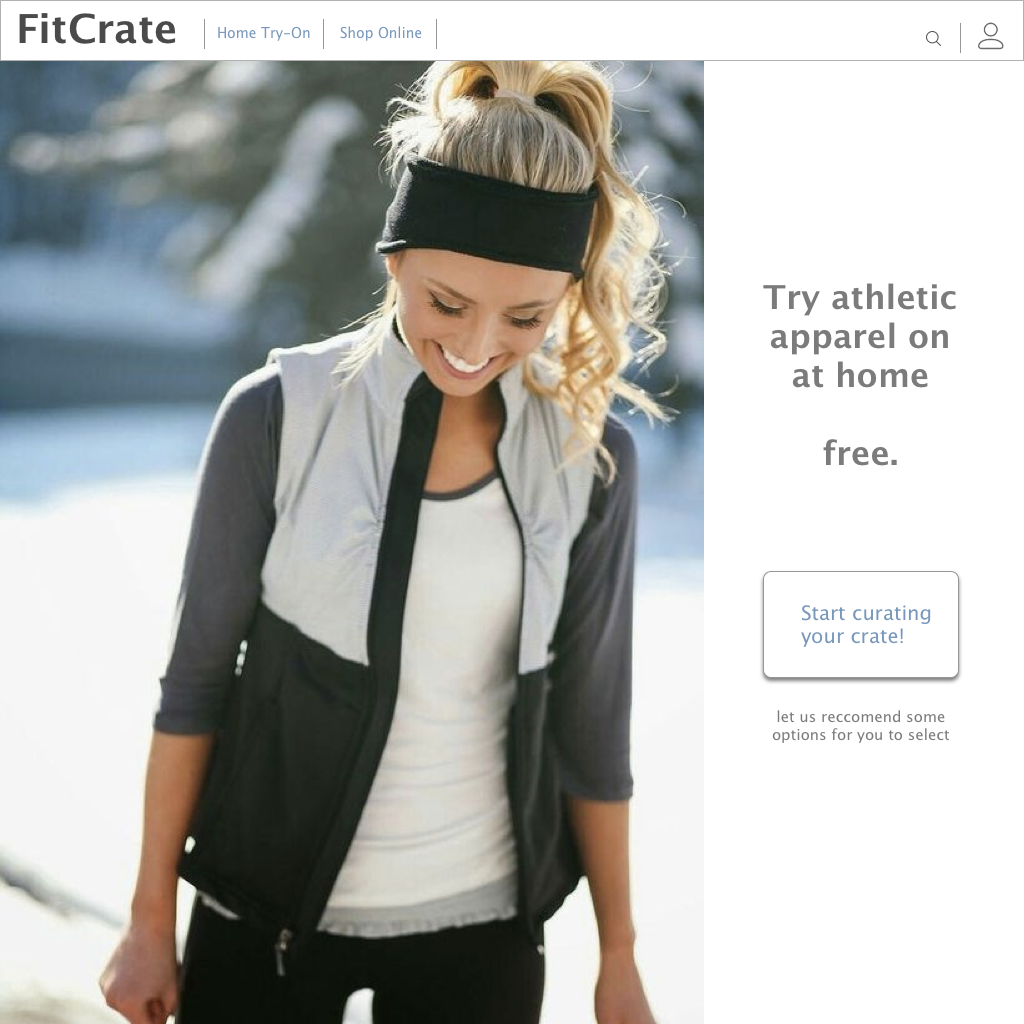 FitCrate
Home Try-On
Shop Online
Try athletic
apparel on
at home
free.
Start curating
your crate!
let us reccomend some
options for you to select